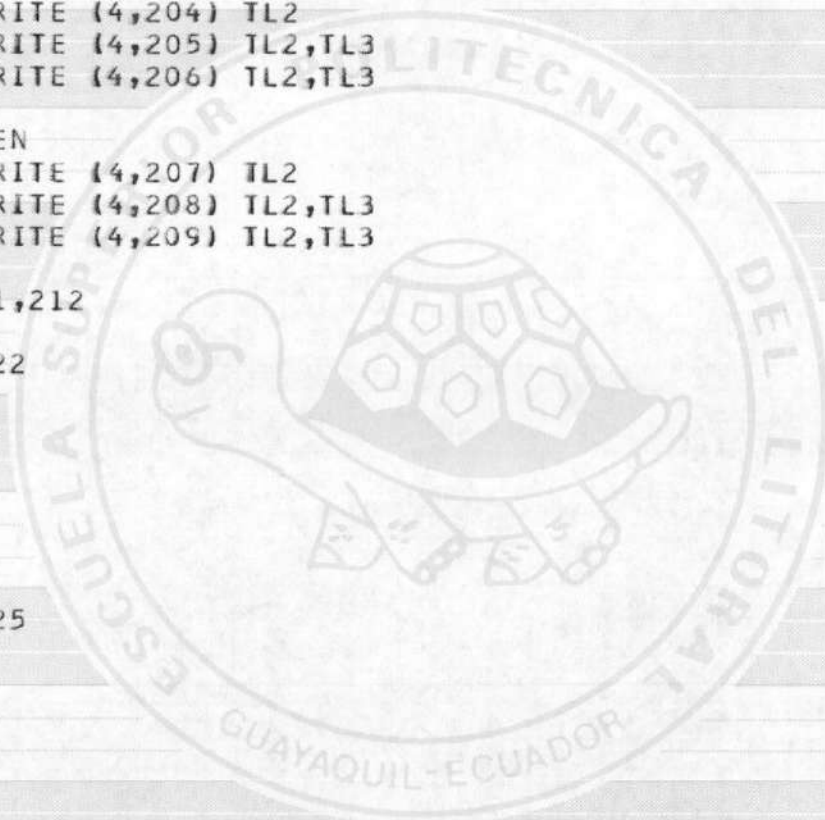 RITE (4,204) TL2
RITE (4,205) TL2,TL3
RITE (4,206) TL2,TL3
EN
RITE (4,207) TL2
RITE (4,208) TL2,TL3
RITE (4,209) TL2,TL3
1,212
22
25
ESCUELA SUPERIOR POLITECNICA DEL LITORAL
GUAYAQUIL-ECUADOR